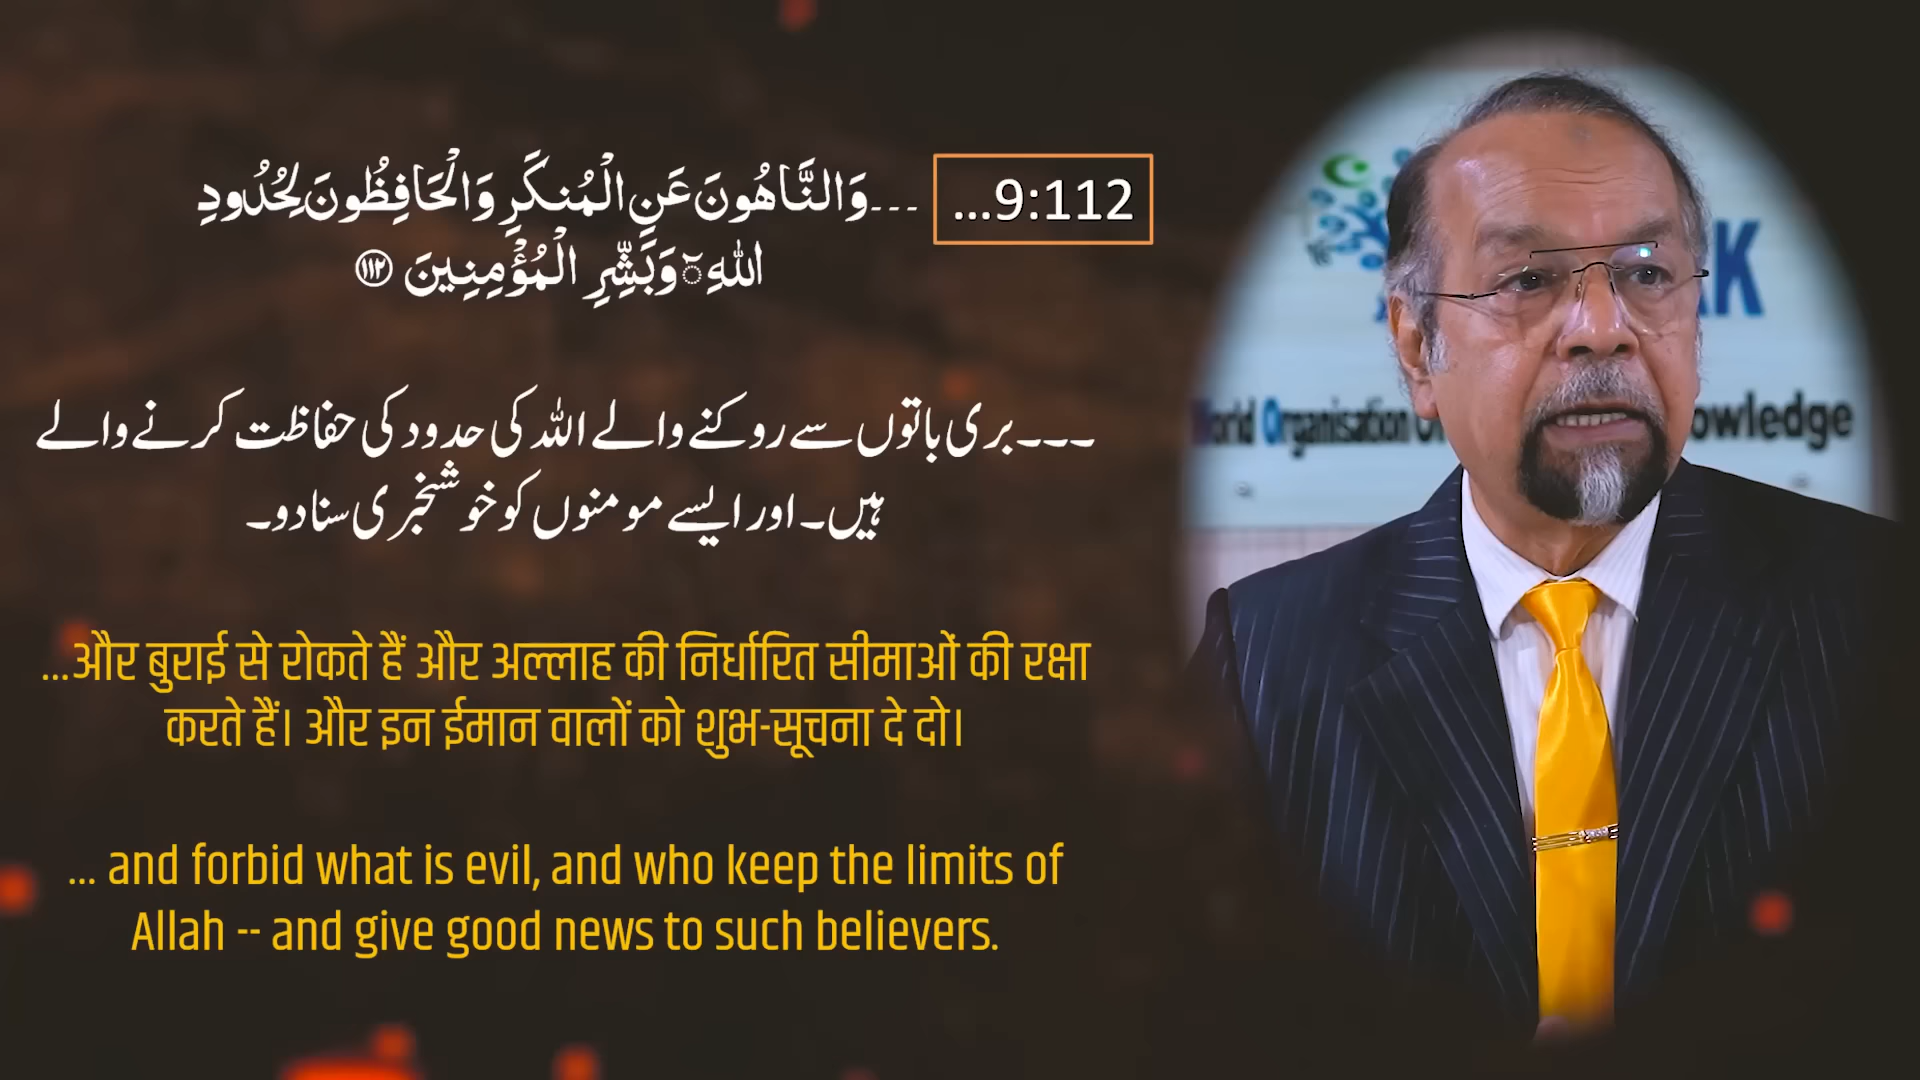 ...9:112
۔۔۔وَالنَّاهُونَ عَنِ الْمُنكَرِ وَالْحَافِظُونَ لِحُدُودِ
اللَّهِ ۗ وَبَشِّرِ الْمُؤْمِنِينَ ﴿١١٢﴾
۔۔۔بری باتوں سے روکنے والے اللہ کی حدود کی حفاظت کرنے والے
ہیں۔ اور ایسے مومنوں کو خوشخبری سنادو۔
...और बुराई से रोकते हैं और अल्लाह की निर्धारित सीमाओं की रक्षा
करते हैं। और इन ईमान वालों को शुभ-सूचना दे दो।
... and forbid what is evil, and who keep the limits of
Allah -- and give good news to such believers.
K
World Organisation O
owledge